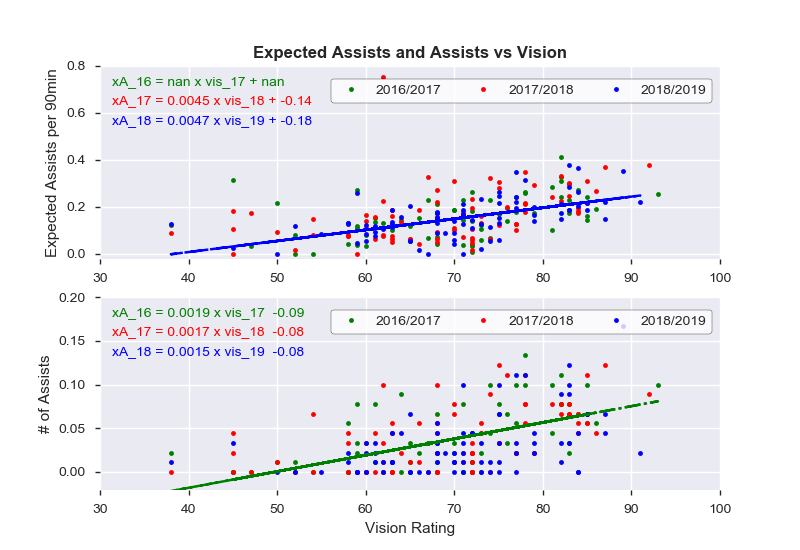 Expected Assists and Assists vs Vision
Expected Assists per 90min
0.8
0.6
0.4
0.2
0.0
xA_16 = nan x vis_17 + nan
xA_17 = 0.0045 x vis_18 + -0.14
xA_18 = 0.0047 x vis_19 + -0.18
2016/2017 2017/2018 2018/2019
30 40 50 60 70 80 90 100
# of Assists
0.20
0.15
0.10
0.05
0.00
xA_16 = 0.0019 x vis_17 -0.09
xA_17 = 0.0017 x vis_18 -0.08
xA_18 = 0.0015 x vis_19 -0.08
2016/2017 2017/2018 2018/2019
30 40 50 60 70 80 90 100
Vision Rating